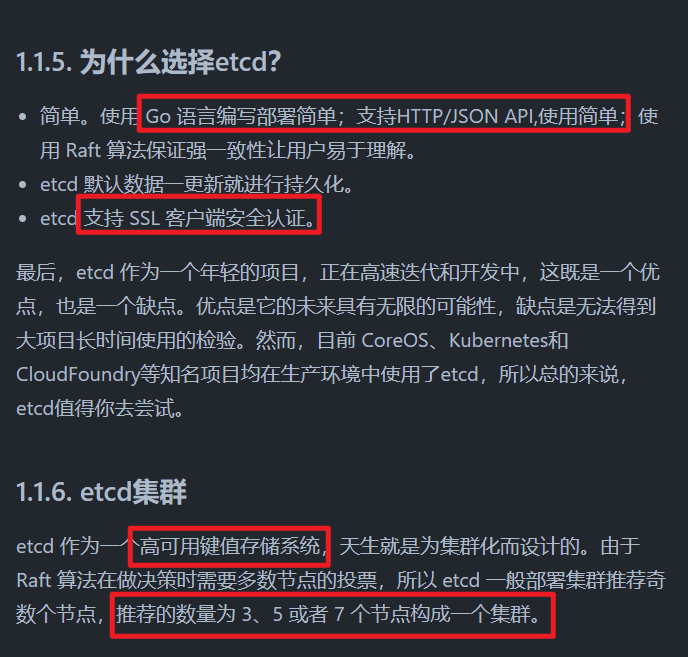 1.1.5. 为什么选择etcd?
简单。使用 Go 语言编写部署简单；支持HTTP/JSON API,使用简单；使
用 Raft 算法保证强一致性让用户易于理解。
etcd 默认数据一更新就进行持久化。
etcd 支持 SSL 客户端安全认证。
最后，etcd 作为一个年轻的项目，正在高速迭代和开发中，这既是一个优
点，也是一个缺点。优点是它的未来具有无限的可能性，缺点是无法得到
大项目长时间使用的检验。然而，目前 CoreOS、Kubernetes和
CloudFoundry等知名项目均在生产环境中使用了etcd，所以总的来说，
etcd值得你去尝试。
1.1.6. etcd集群
etcd 作为一个高可用键值存储系统，天生就是为集群化而设计的。由于
Raft 算法在做决策时需要多数节点的投票，所以 etcd 一般部署集群推荐奇
数个节点，推荐的数量为 3、5 或者 7 个节点构成一个集群。